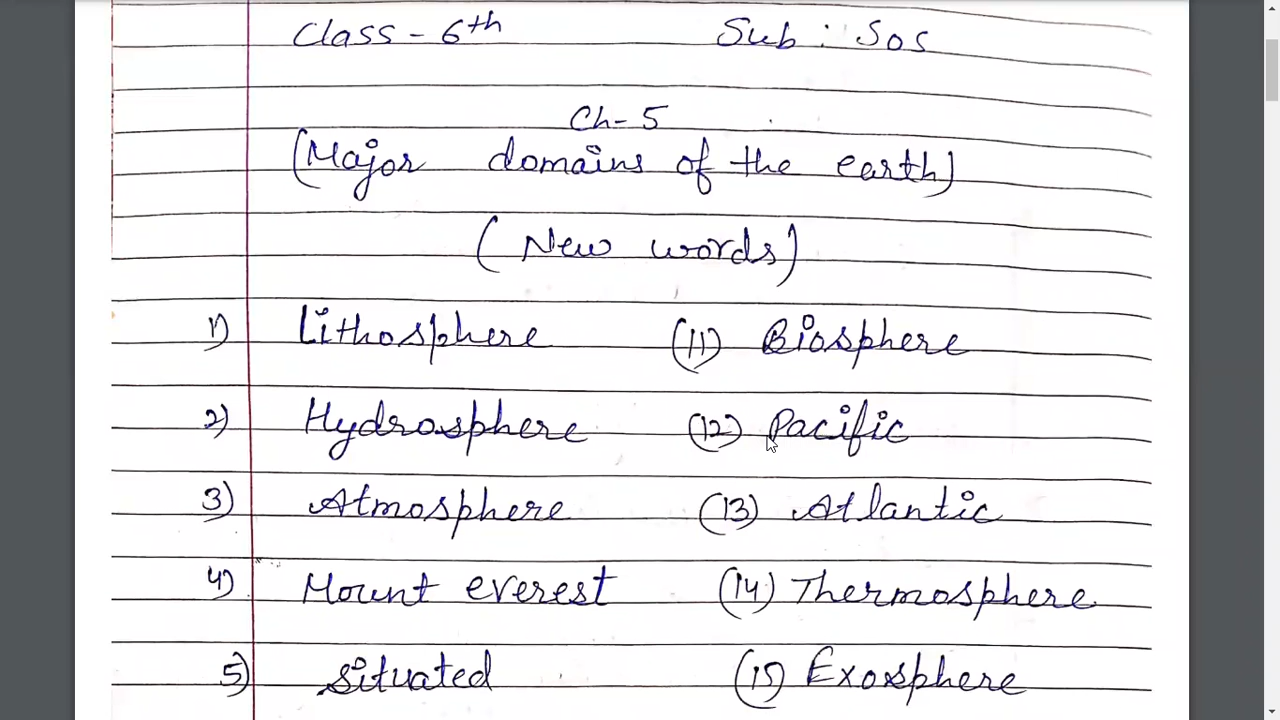 Class - 6th Sub : SOS
Ch- 5
(Major domains of the earth)
(New words)
1) Lithosphere (11) Biosphere
2) Hydrosphere (12) Pacific
3) Atmosphere (13) Atlantic
4) Mount everest (14) Thermosphere
5) Situated (15) Exosphere